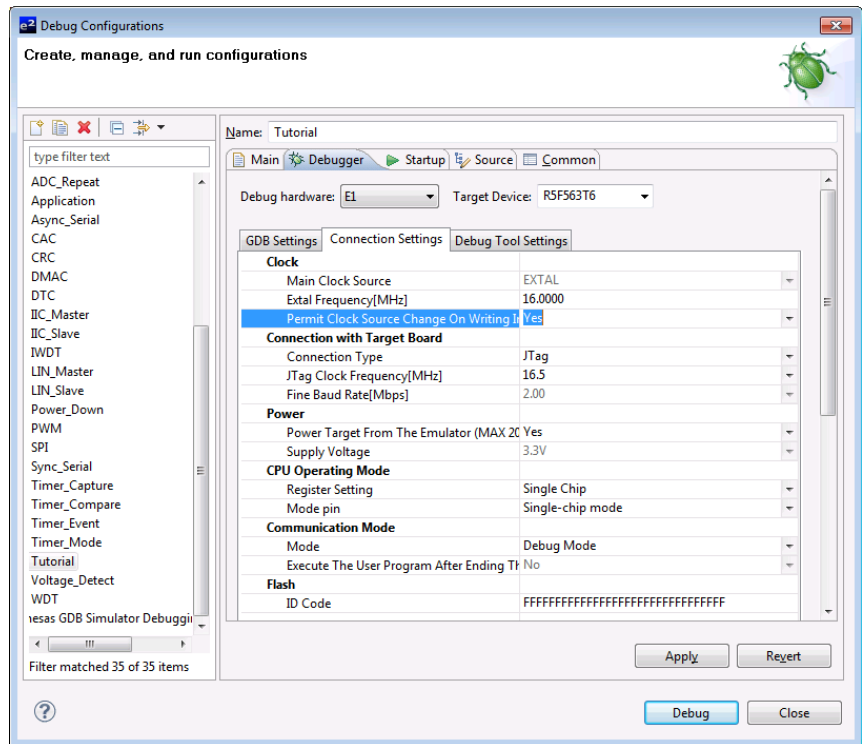 e² Debug Configurations
Create, manage, and run configurations
type filter text
ADC_Repeat
Application
Async_Serial
CAC
CRC
DMAC
DTC
IIC_Master
IIC_Slave
IWDT
LIN_Master
LIN_Slave
Power_Down
PWM
SPI
Sync_Serial
Timer_Capture
Timer_Compare
Timer_Event
Timer_Mode
Tutorial
Voltage_Detect
WDT
nesas GDB Simulator Debuggin
Filter matched 35 of 35 items
Name: Tutorial
Main Debugger Startup Source Common
Debug hardware: E1 Target Device: R5F563T6
GDB Settings Connection Settings Debug Tool Settings
Clock
Main Clock Source EXTAL
Extal Frequency[MHz] 16.0000
Permit Clock Source Change On Writing In Yes
Connection with Target Board
Connection Type JTag
JTag Clock Frequency[MHz] 16.5
Fine Baud Rate[Mbps] 2.00
Power
Power Target From The Emulator (MAX 20 Yes
Supply Voltage 3.3V
CPU Operating Mode
Register Setting Single Chip
Mode pin Single-chip mode
Communication Mode
Mode Debug Mode
Execute The User Program After Ending Th No
Flash
ID Code FFFFFFFFFFFFFFFFFFFFFFFFFFFFFFFF
Apply Revert
Debug Close